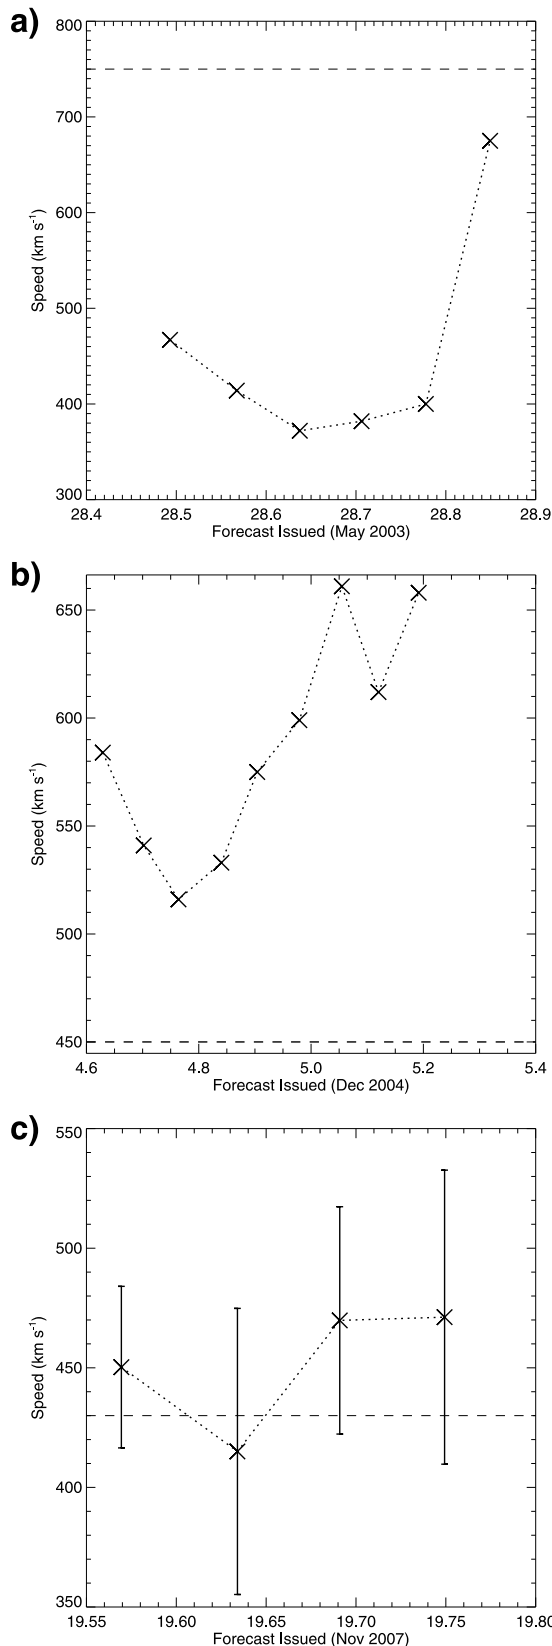 a)
800
700
600
500
400
300
Speed (km s⁻¹)
28.4 28.5 28.6 28.7 28.8 28.9
Forecast Issued (May 2003)
b)
650
600
550
500
450
Speed (km s⁻¹)
4.6 4.8 5.0 5.2 5.4
Forecast Issued (Dec 2004)
c)
550
500
450
400
350
Speed (km s⁻¹)
19.55 19.60 19.65 19.70 19.75 19.80
Forecast Issued (Nov 2007)